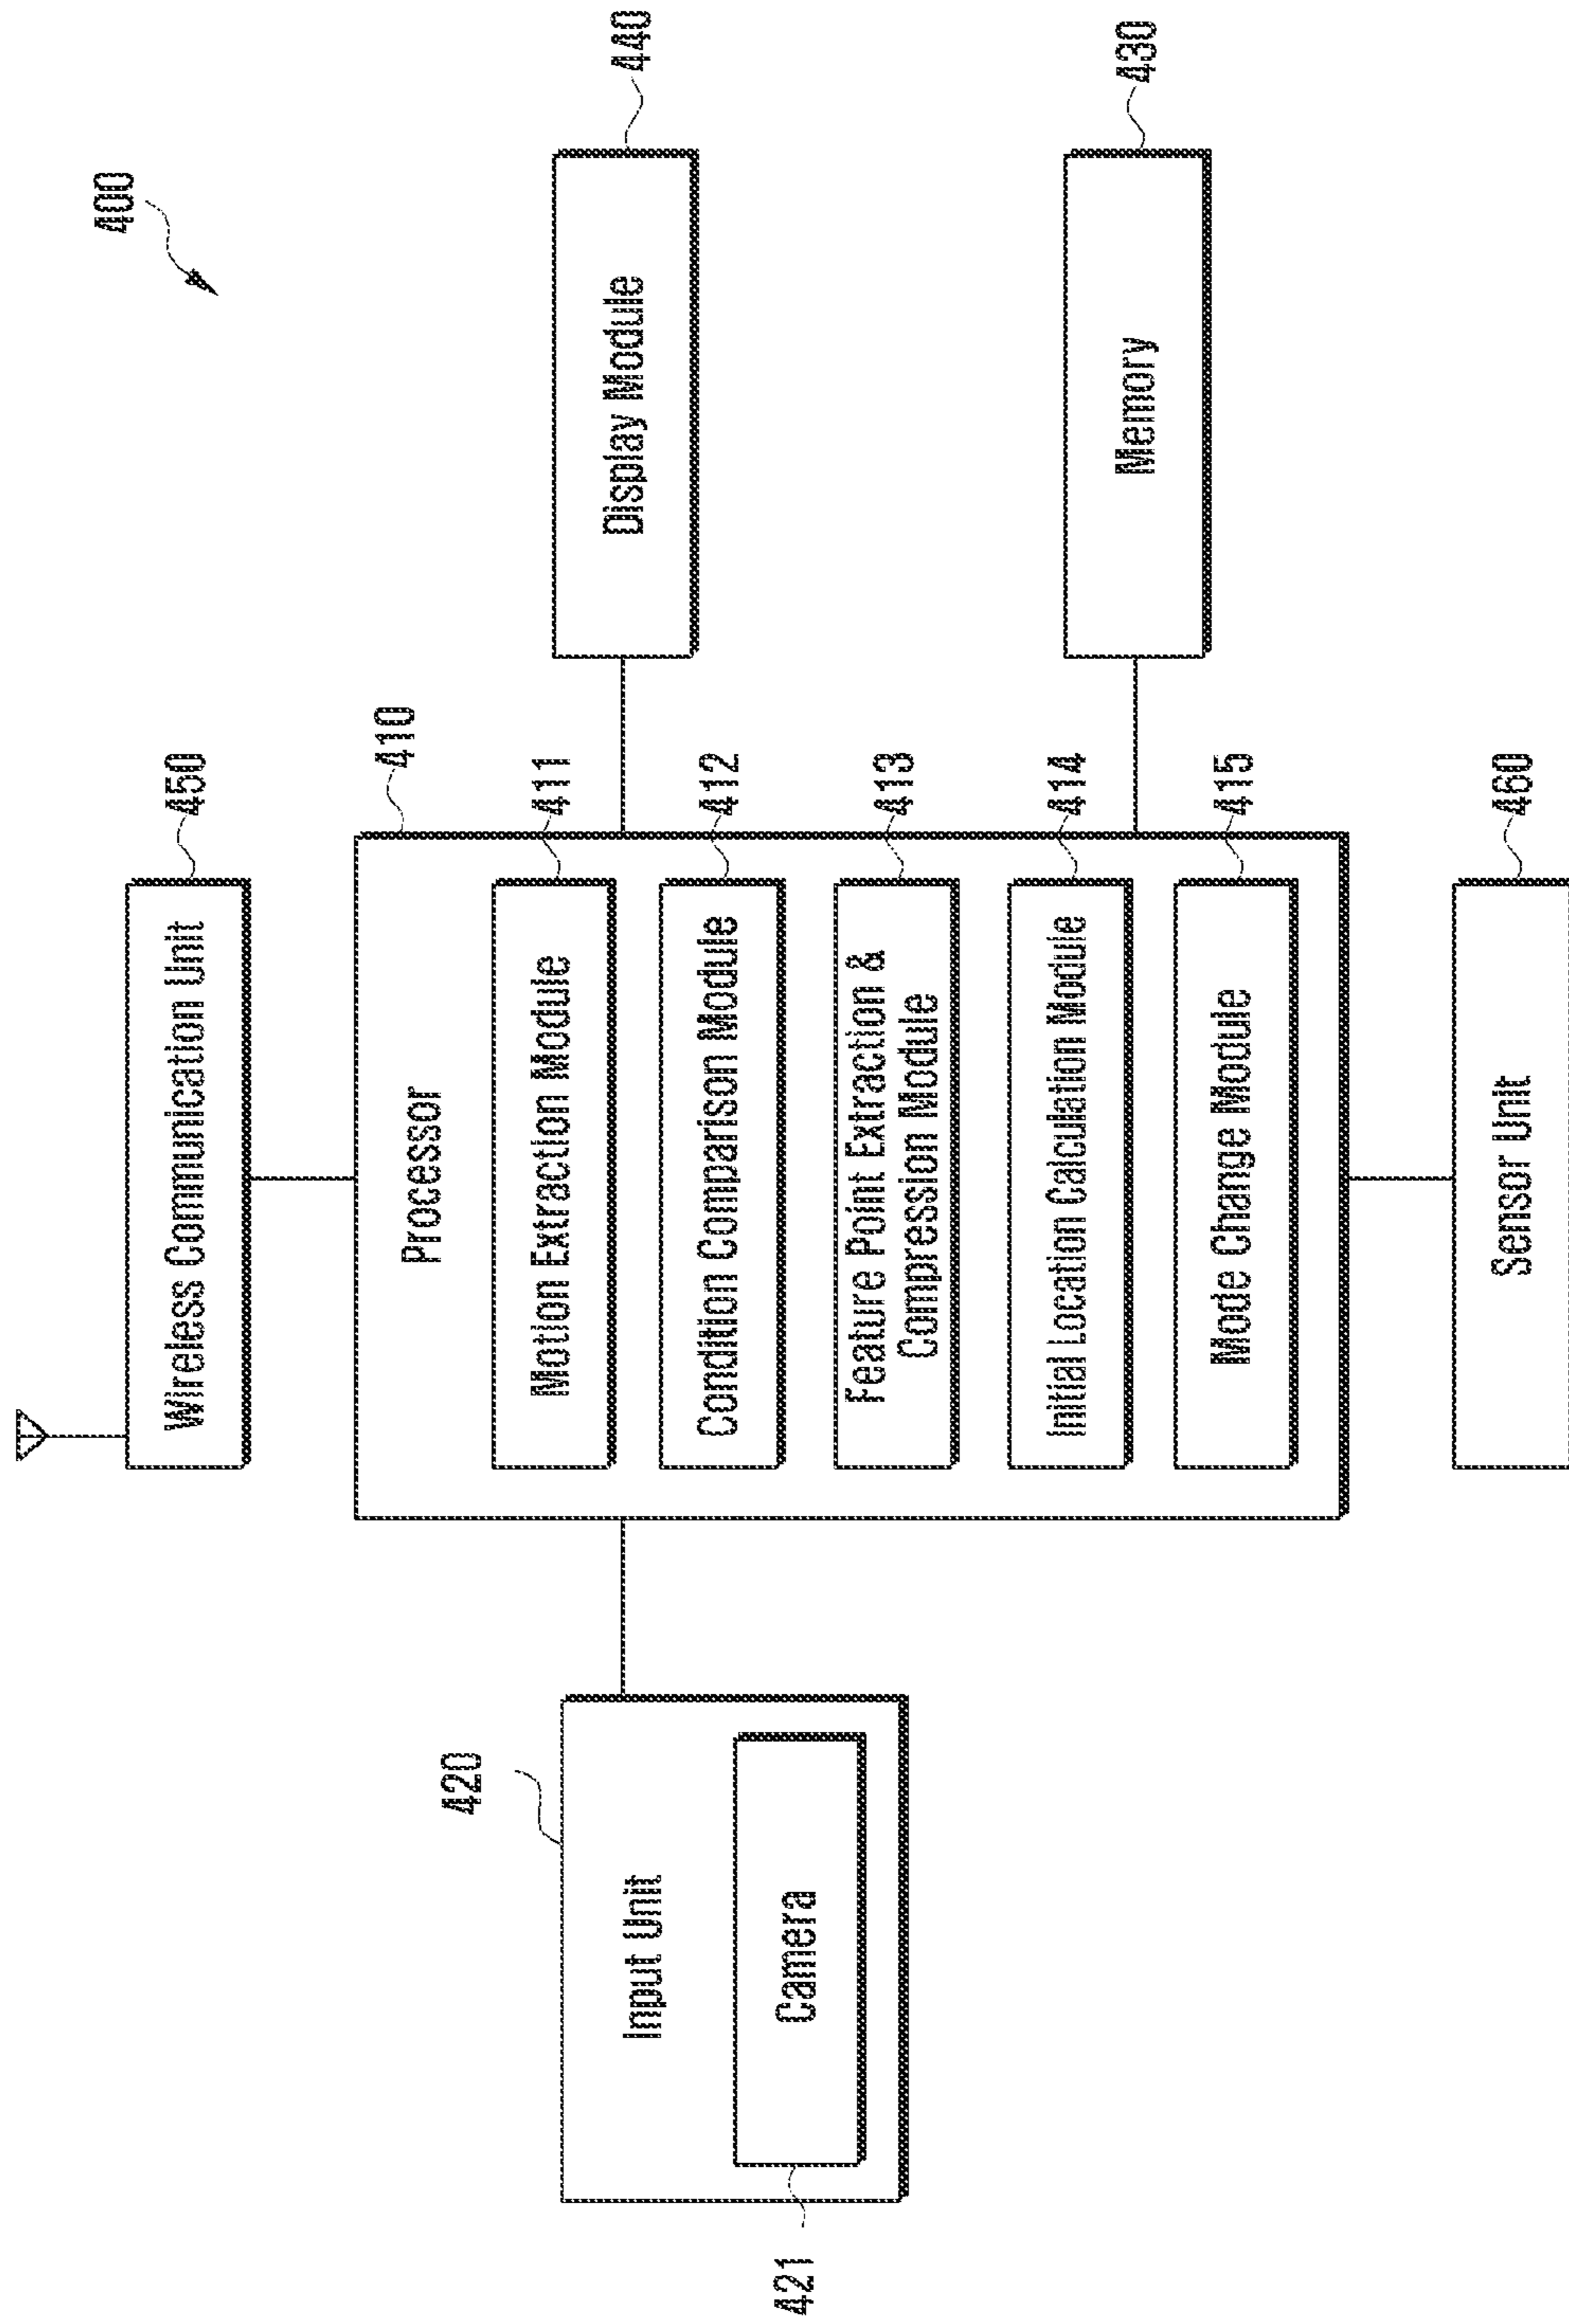 400
450
Wireless Communication Unit
410
Processor
411
Motion Extraction Module
412
Condition Comparison Module
413
Feature Point Extraction &
Compression Module
414
Initial Location Calculation Module
415
Mode Change Module
420
Input Unit
Camera
421
440
Display Module
430
Memory
460
Sensor Unit